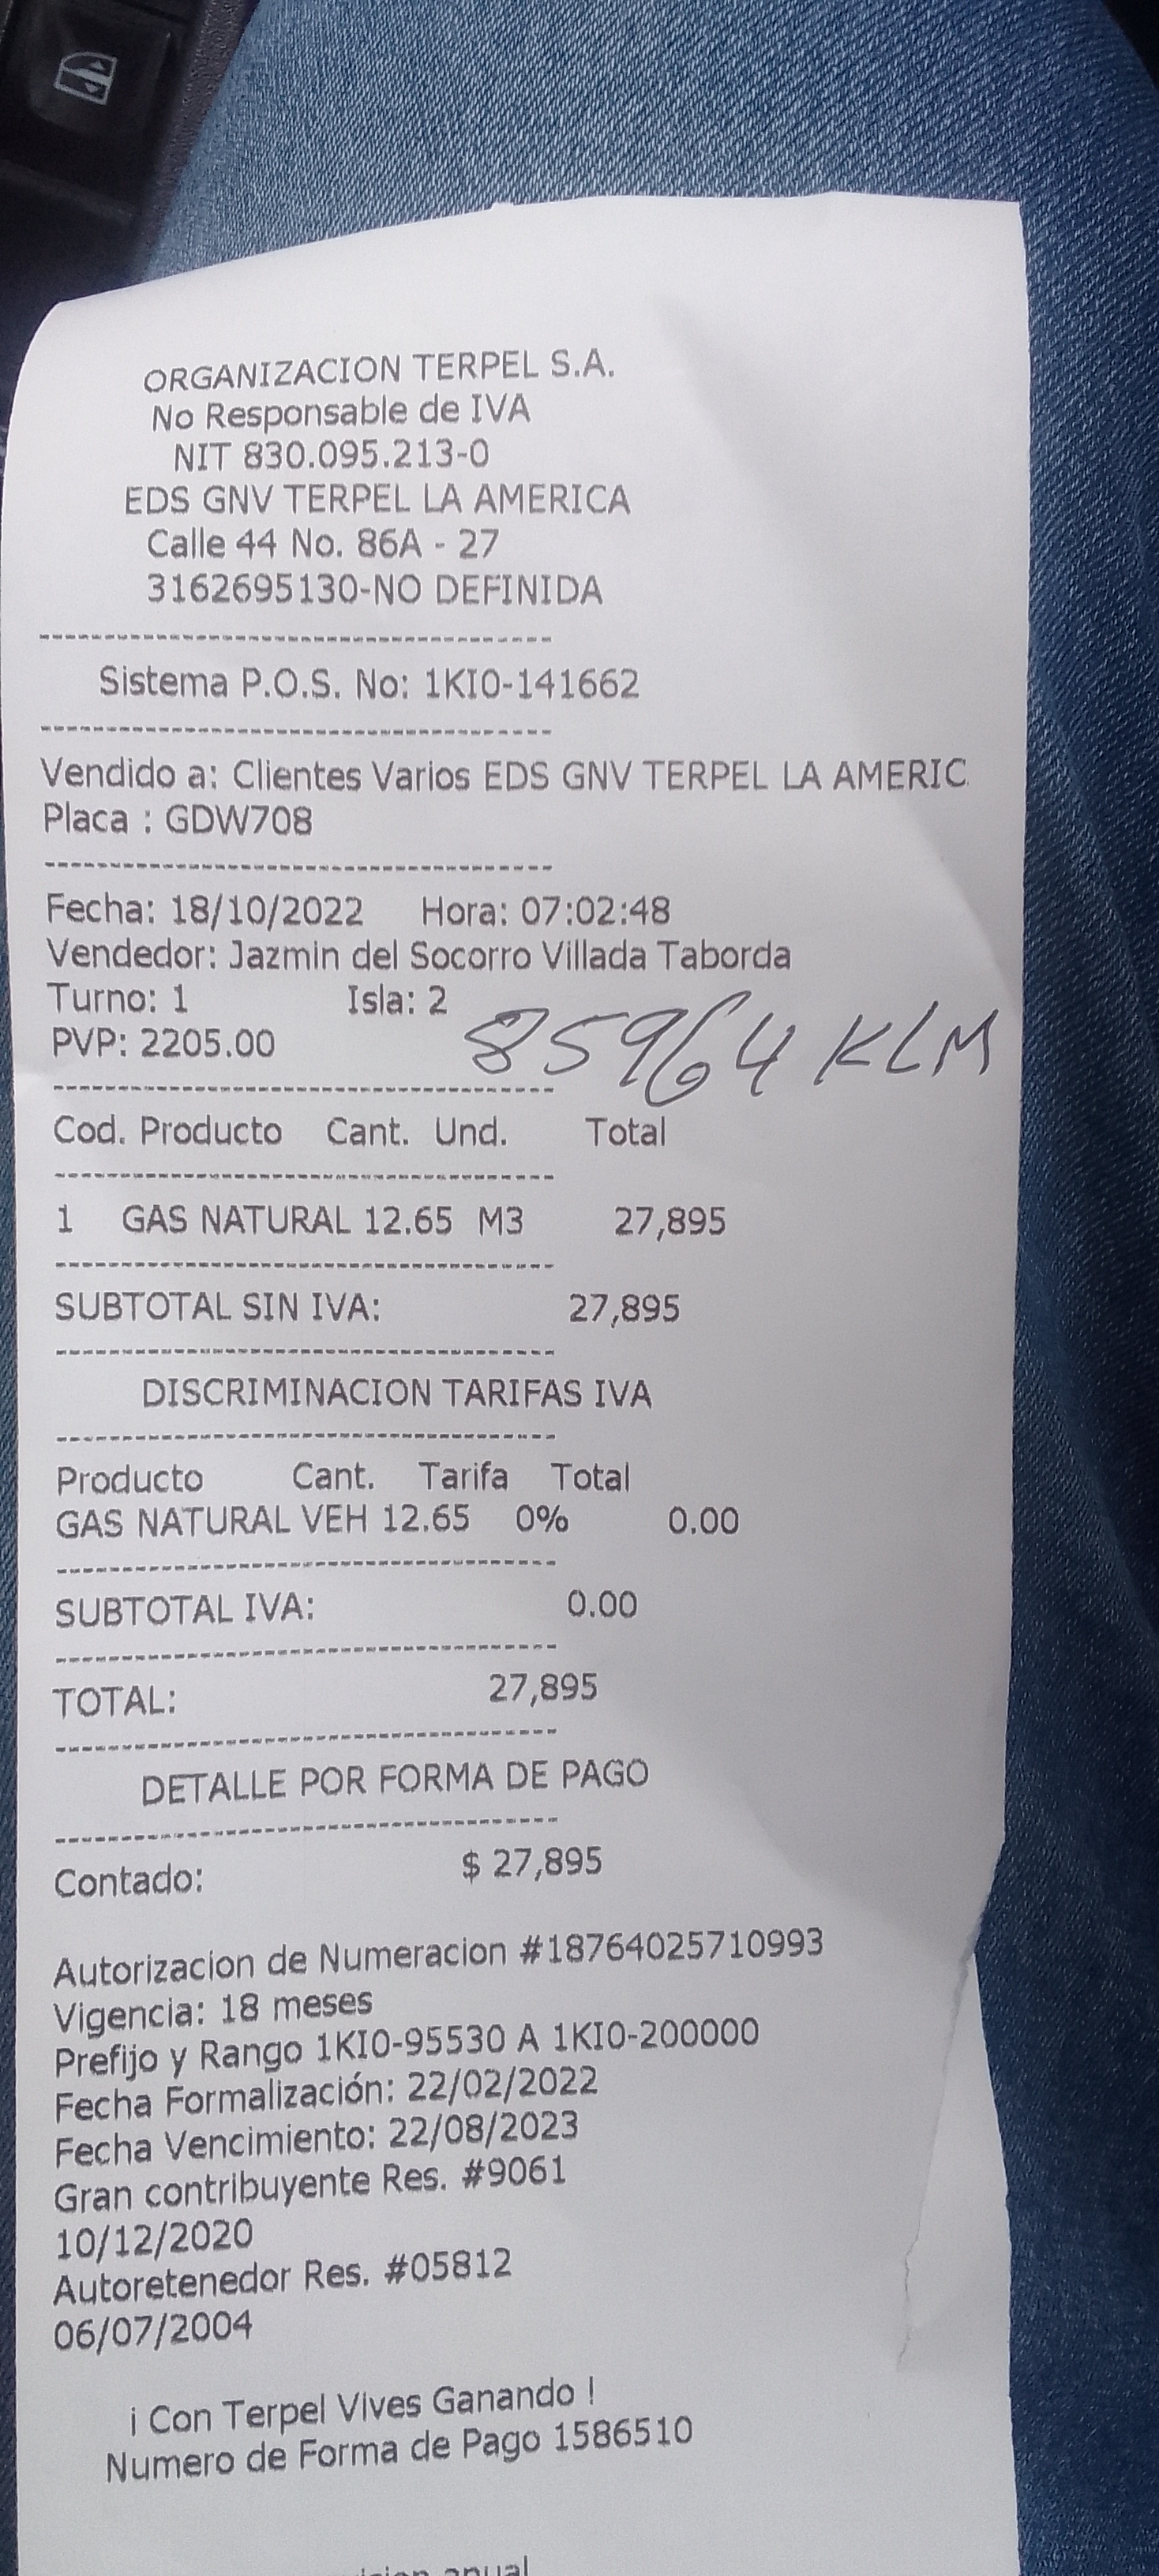 ORGANIZACION TERPEL S.A.
No Responsable de IVA
NIT 830.095.213-0
EDS GNV TERPEL LA AMERICA
Calle 44 No. 86A - 27
3162695130-NO DEFINIDA
----------------------------------------
Sistema P.O.S. No: 1KI0-141662
----------------------------------------
Vendido a: Clientes Varios EDS GNV TERPEL LA AMERIC
Placa : GDW708
----------------------------------------
Fecha: 18/10/2022 Hora: 07:02:48
Vendedor: Jazmin del Socorro Villada Taborda
Turno: 1 Isla: 2
PVP: 2205.00 85964 KLM
----------------------------------------
Cod. Producto Cant. Und. Total
----------------------------------------
1 GAS NATURAL 12.65 M3 27,895
----------------------------------------
SUBTOTAL SIN IVA: 27,895
----------------------------------------
DISCRIMINACION TARIFAS IVA
----------------------------------------
Producto Cant. Tarifa Total
GAS NATURAL VEH 12.65 0% 0.00
----------------------------------------
SUBTOTAL IVA: 0.00
----------------------------------------
TOTAL: 27,895
----------------------------------------
DETALLE POR FORMA DE PAGO
----------------------------------------
Contado: $ 27,895
Autorizacion de Numeracion #18764025710993
Vigencia: 18 meses
Prefijo y Rango 1KI0-95530 A 1KI0-200000
Fecha Formalización: 22/02/2022
Fecha Vencimiento: 22/08/2023
Gran contribuyente Res. #9061
10/12/2020
Autoretenedor Res. #05812
06/07/2004
¡ Con Terpel Vives Ganando !
Numero de Forma de Pago 1586510
anual